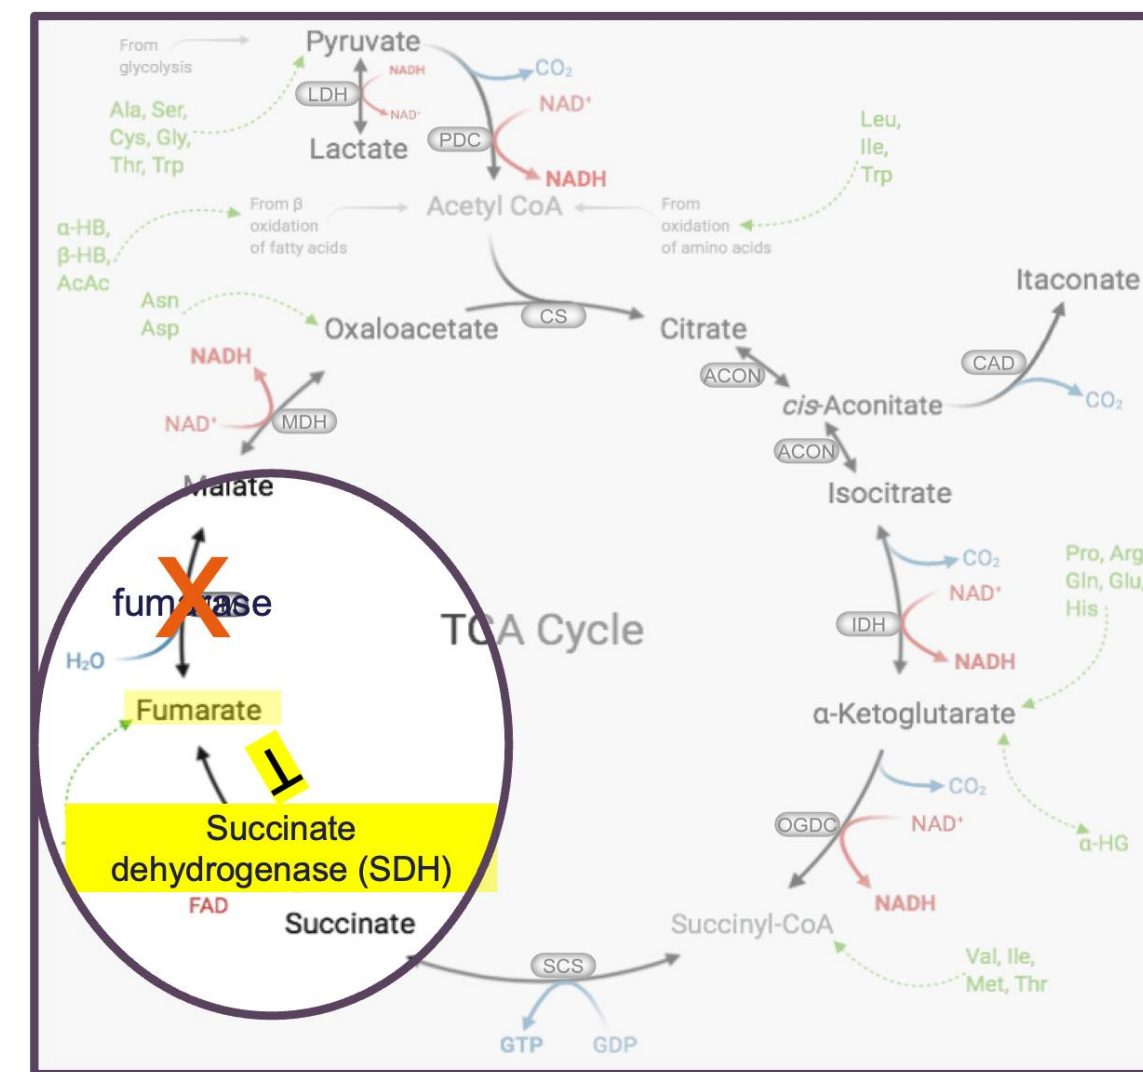 From
glycolysis
Pyruvate
NADH
CO₂
LDH
NAD⁺
NAD⁺
Ala, Ser,
Cys, Gly,
Thr, Trp
Lactate
PDC
NADH
Leu,
Ile,
Trp
From β
oxidation
of fatty acids
Acetyl CoA
From
oxidation
of amino acids
α-HB,
β-HB,
AcAc
Asn
Asp
Oxaloacetate
CS
Citrate
Itaconate
NADH
ACON
CAD
NAD⁺
MDH
cis-Aconitate
CO₂
ACON
Malate
Isocitrate
X
fumarase
CO₂
Pro, Arg
Gln, Glu,
His
NAD⁺
TCA Cycle
IDH
H₂O
NADH
Fumarate
α-Ketoglutarate
CO₂
Succinate
dehydrogenase (SDH)
OGDC
NAD⁺
α-HG
FAD
NADH
Succinate
Succinyl-CoA
SCS
Val, Ile,
Met, Thr
GTP
GDP